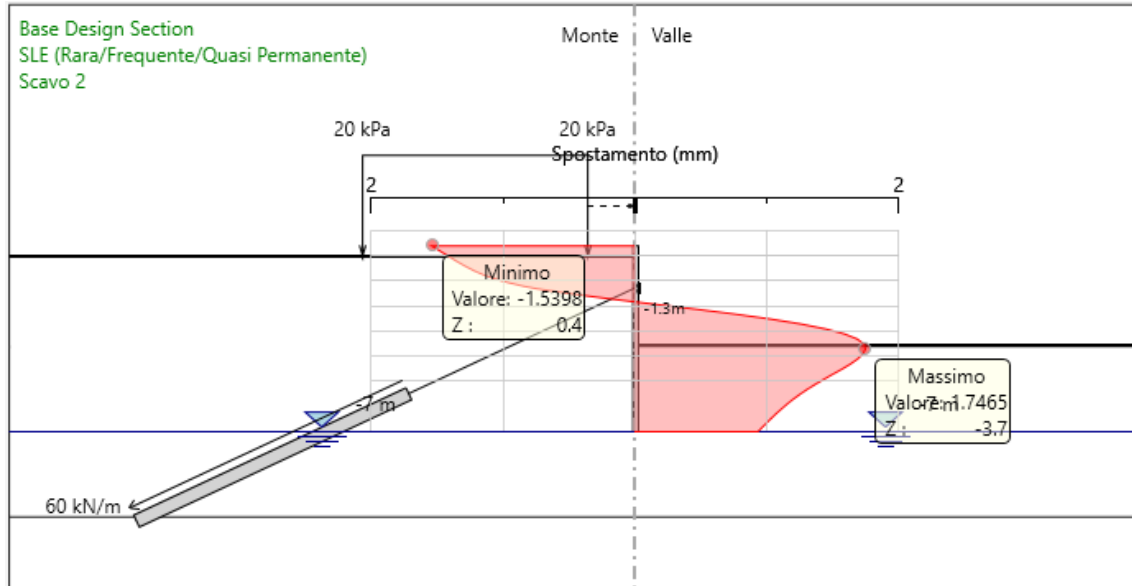 Base Design Section
SLE (Rara/Frequente/Quasi Permanente)
Scavo 2
Monte
Valle
20 kPa
20 kPa
Spostamento (mm)
2
2
Minimo
Valore: -1.5398
Z : 0.4
-1.3m
-7 m
Massimo
Valore: 1.7465
-7 m
Z : -3.7
60 kN/m